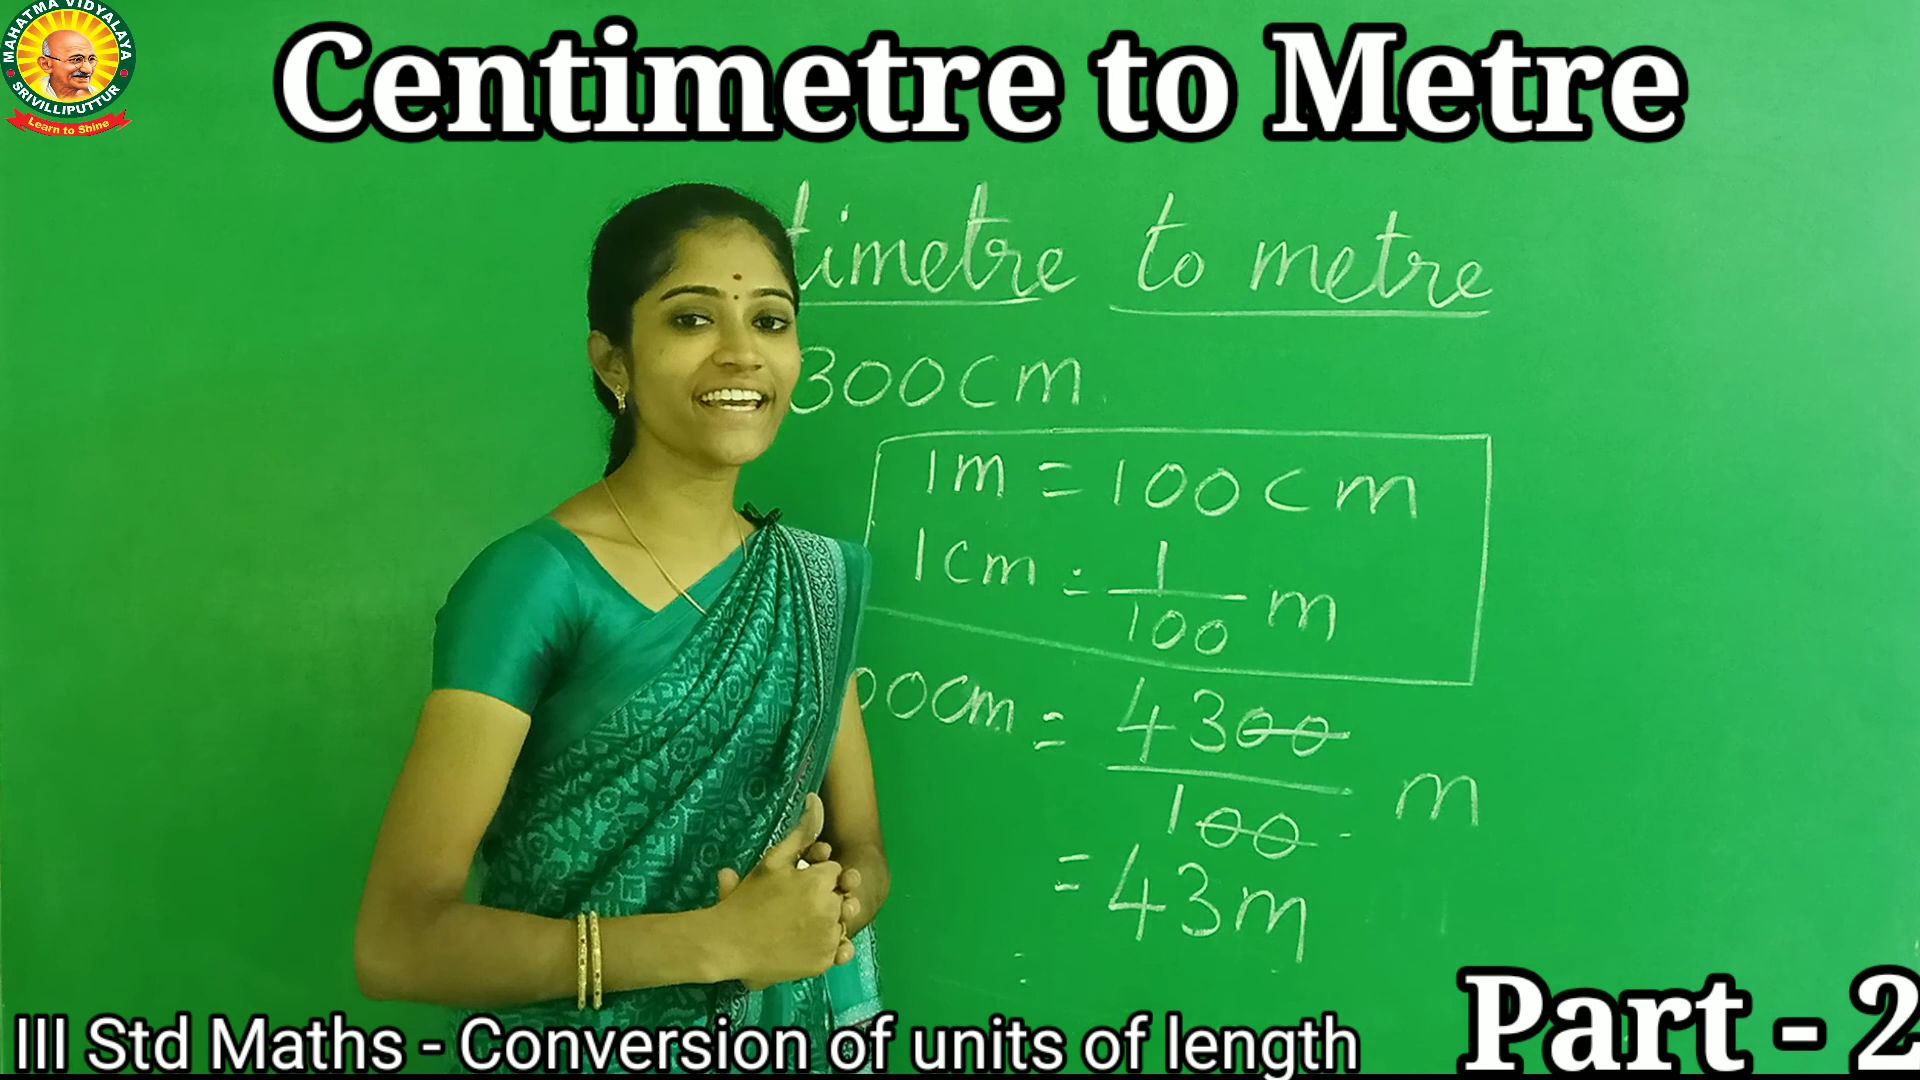 MAHATMA VIDYALAYA
SRIVILLIPUTTUR
Learn to Shine
Centimetre to Metre
timetre to metre
300cm
1m = 100cm
1cm = 1/100 m
00cm = 4300/100 m
= 43m
III Std Maths - Conversion of units of length
Part - 2